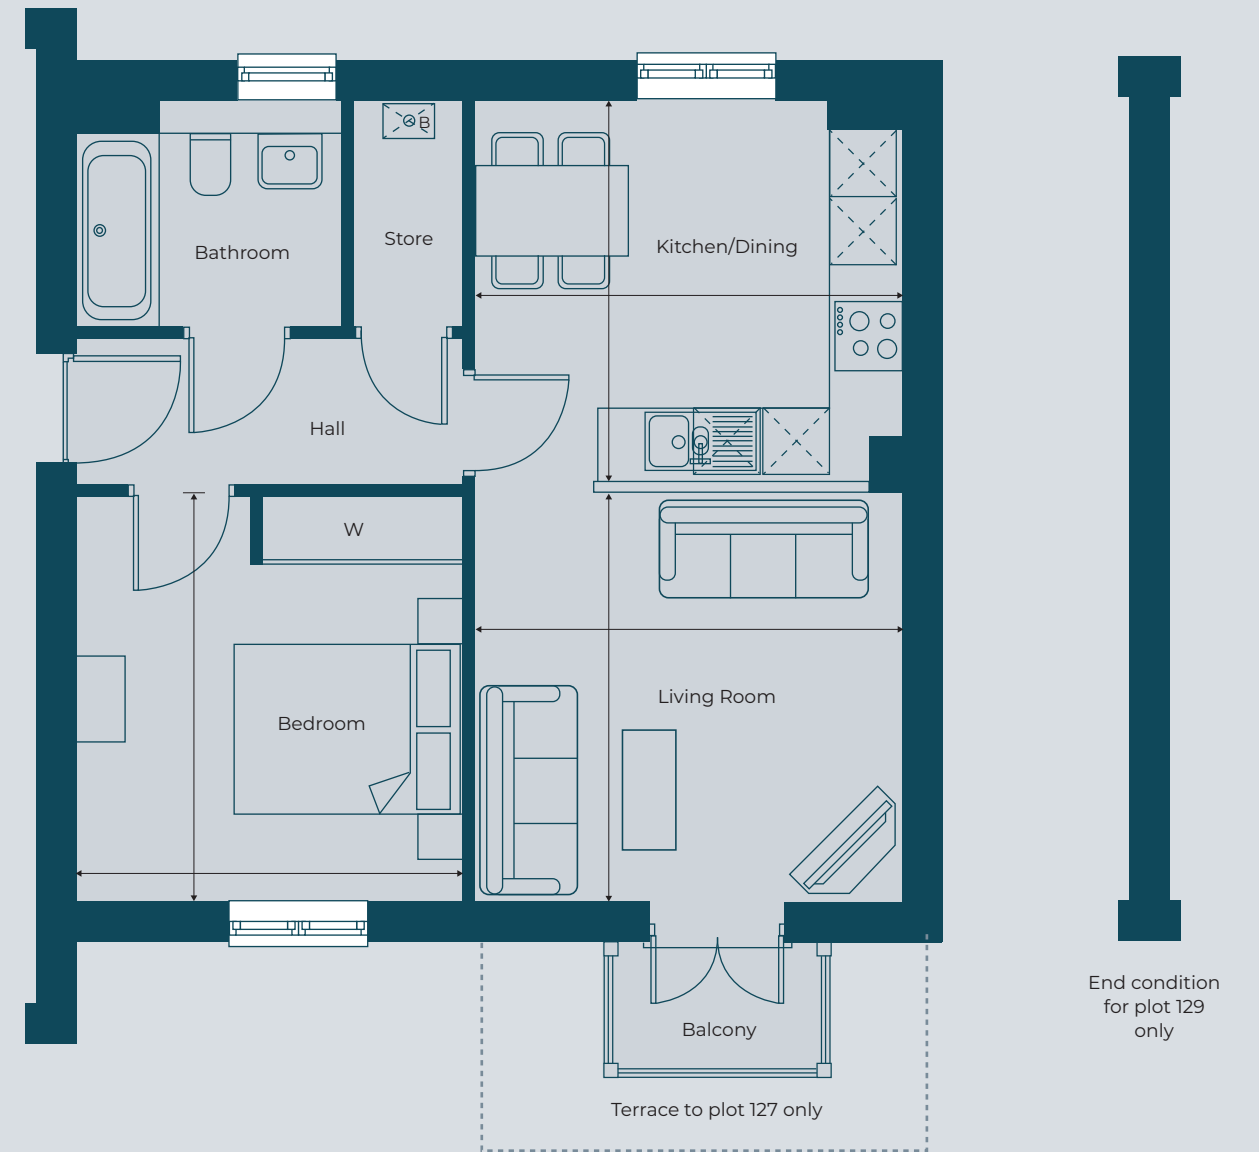 B
Store
Bathroom
Kitchen/Dining
Hall
W
Living Room
Bedroom
Balcony
Terrace to plot 127 only
End condition
for plot 129
only